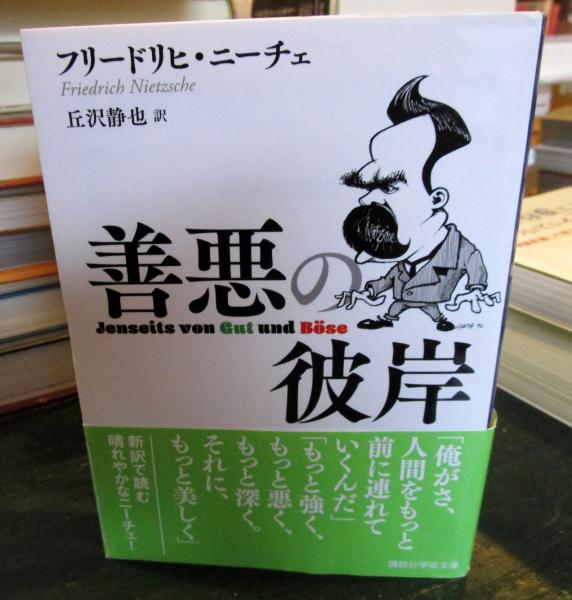 フリードリヒ・ニーチェ
Friedrich Nietzsche
丘沢静也 訳
善悪の
Jenseits von Gut und Böse
彼岸
「俺がさ、
人間をもっと
前に連れて
いくんだ」
「もっと強く、
もっと悪く、
もっと深く。
それに、
もっと美しく」
新訳で読む
晴れやかなニーチェ
講談社学術文庫